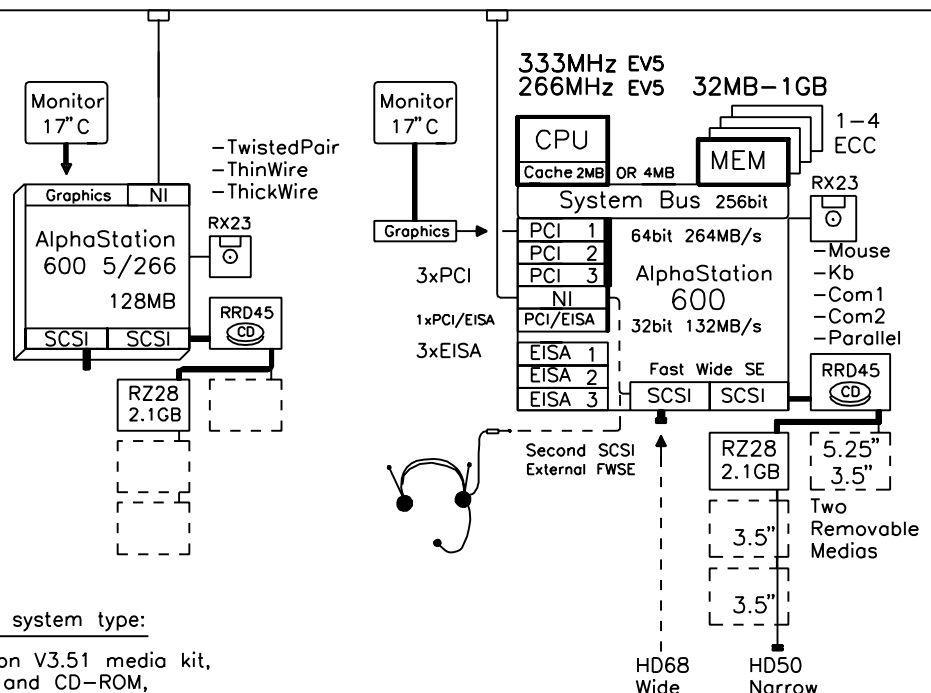 Monitor
17"C
-TwistedPair
-ThinWire
-ThickWire
Graphics NI
RX23
AlphaStation
600 5/266
128MB
RRD45
CD
SCSI SCSI
RZ28
2.1GB
333MHz EV5
266MHz EV5 32MB-1GB
Monitor
17"C
CPU
Cache 2MB OR 4MB
MEM
1-4
ECC
System Bus 256bit
RX23
Graphics
PCI 1
PCI 2
PCI 3
NI
PCI/EISA
3xPCI
1xPCI/EISA
3xEISA
64bit 264MB/s
AlphaStation
600
32bit 132MB/s
-Mouse
-Kb
-Com1
-Com2
-Parallel
EISA 1
EISA 2
EISA 3
Fast Wide SE
SCSI SCSI
RRD45
CD
Second SCSI
External FWSE
RZ28
2.1GB
5.25"
3.5"
Two
Removable
Medias
3.5"
3.5"
HD68
Wide
HD50
Narrow
system type:
on V3.51 media kit,
and CD-ROM,